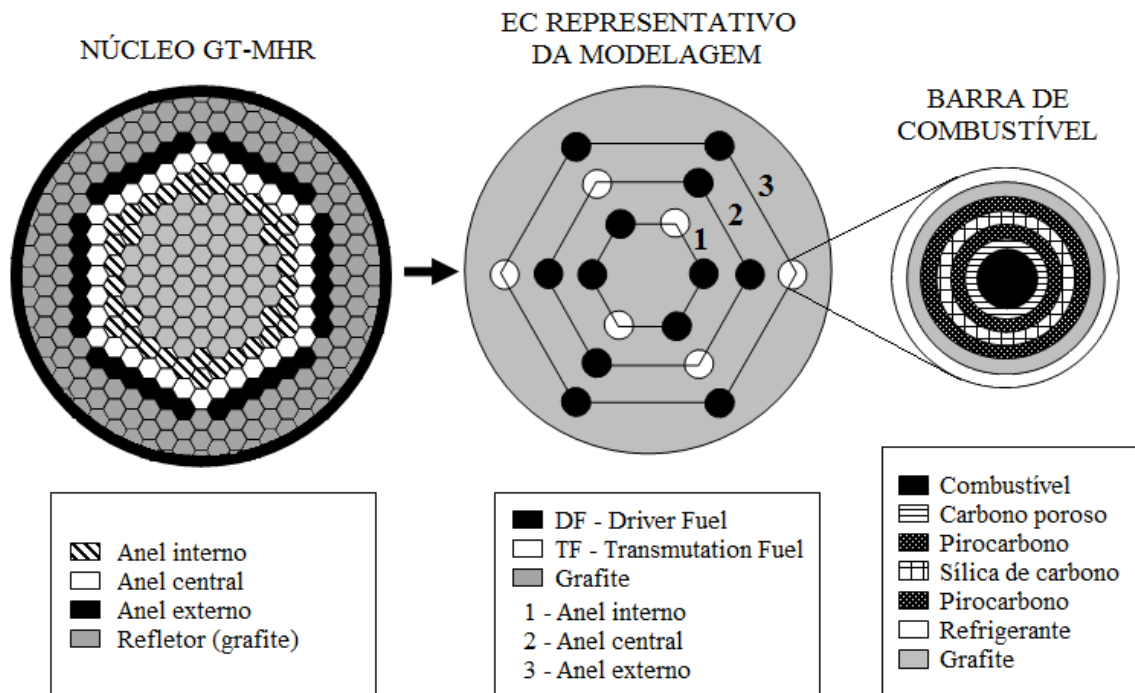 NÚCLEO GT-MHR
EC REPRESENTATIVO
DA MODELAGEM
BARRA DE
COMBUSTÍVEL
3
2
1
Anel interno
Anel central
Anel externo
Refletor (grafite)
DF - Driver Fuel
TF - Transmutation Fuel
Grafite
1 - Anel interno
2 - Anel central
3 - Anel externo
Combustível
Carbono poroso
Pirocarbono
Sílica de carbono
Pirocarbono
Refrigerante
Grafite